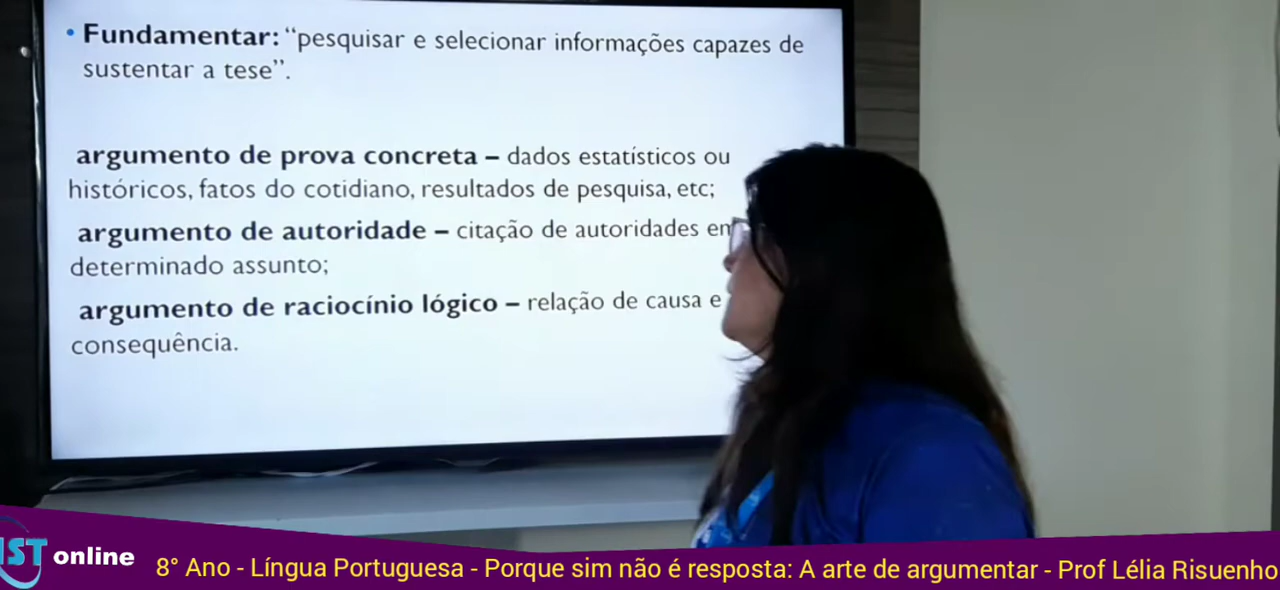 • Fundamentar: “pesquisar e selecionar informações capazes de
sustentar a tese”.
argumento de prova concreta – dados estatísticos ou
históricos, fatos do cotidiano, resultados de pesquisa, etc;
argumento de autoridade – citação de autoridades
determinado assunto;
argumento de raciocínio lógico – relação de causa e
consequência.
online
8° Ano - Língua Portuguesa - Porque sim não é resposta: A arte de argumentar - Prof Lélia Risuenho